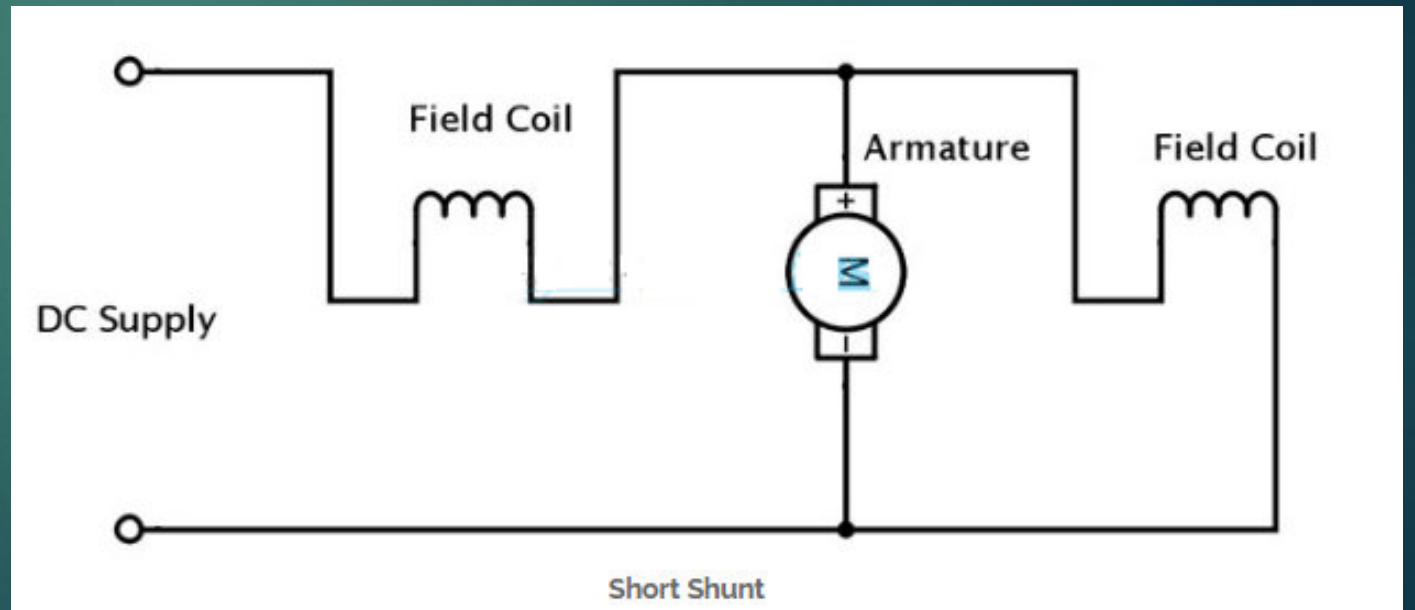 Field Coil
Armature
Field Coil
+
M
DC Supply
-
Short Shunt